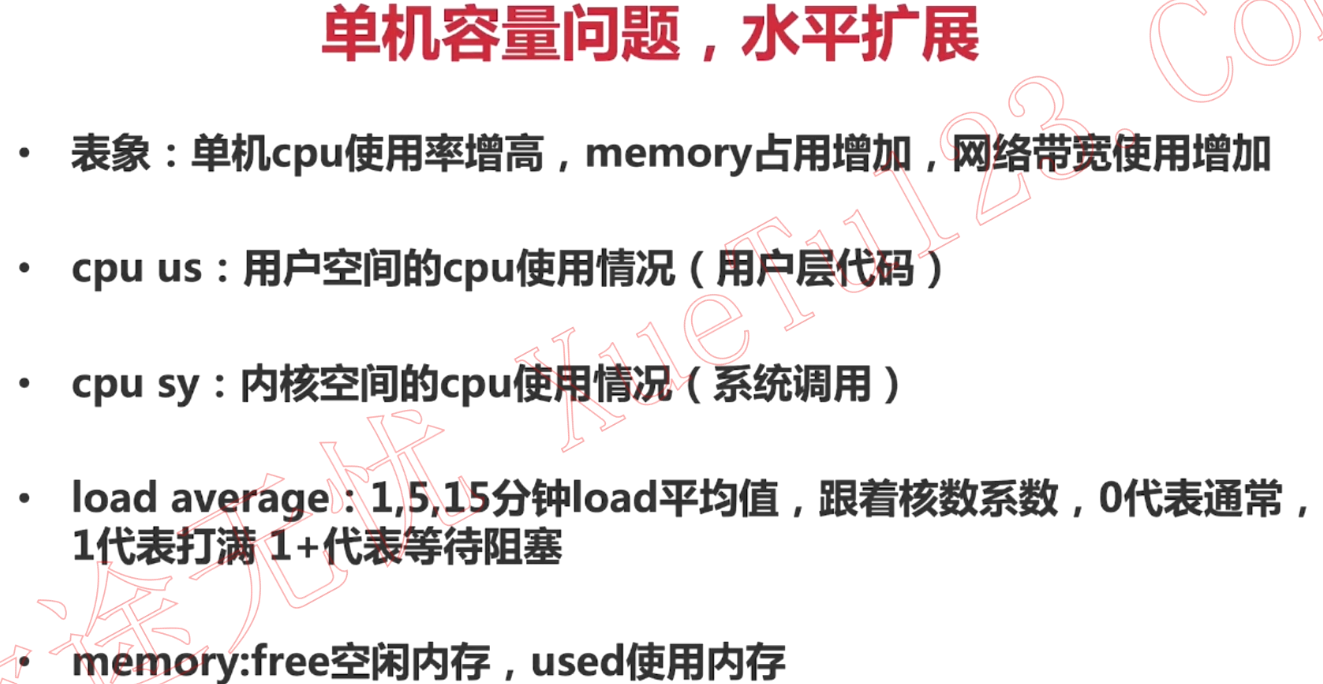 单机容量问题，水平扩展
• 表象：单机cpu使用率增高，memory占用增加，网络带宽使用增加
• cpu us：用户空间的cpu使用情况（用户层代码）
• cpu sy：内核空间的cpu使用情况（系统调用）
• load average：1,5,15分钟load平均值，跟着核数系数，0代表通常，
1代表打满 1+代表等待阻塞
• memory:free空闲内存，used使用内存
途无忧 XueTu123. Cop